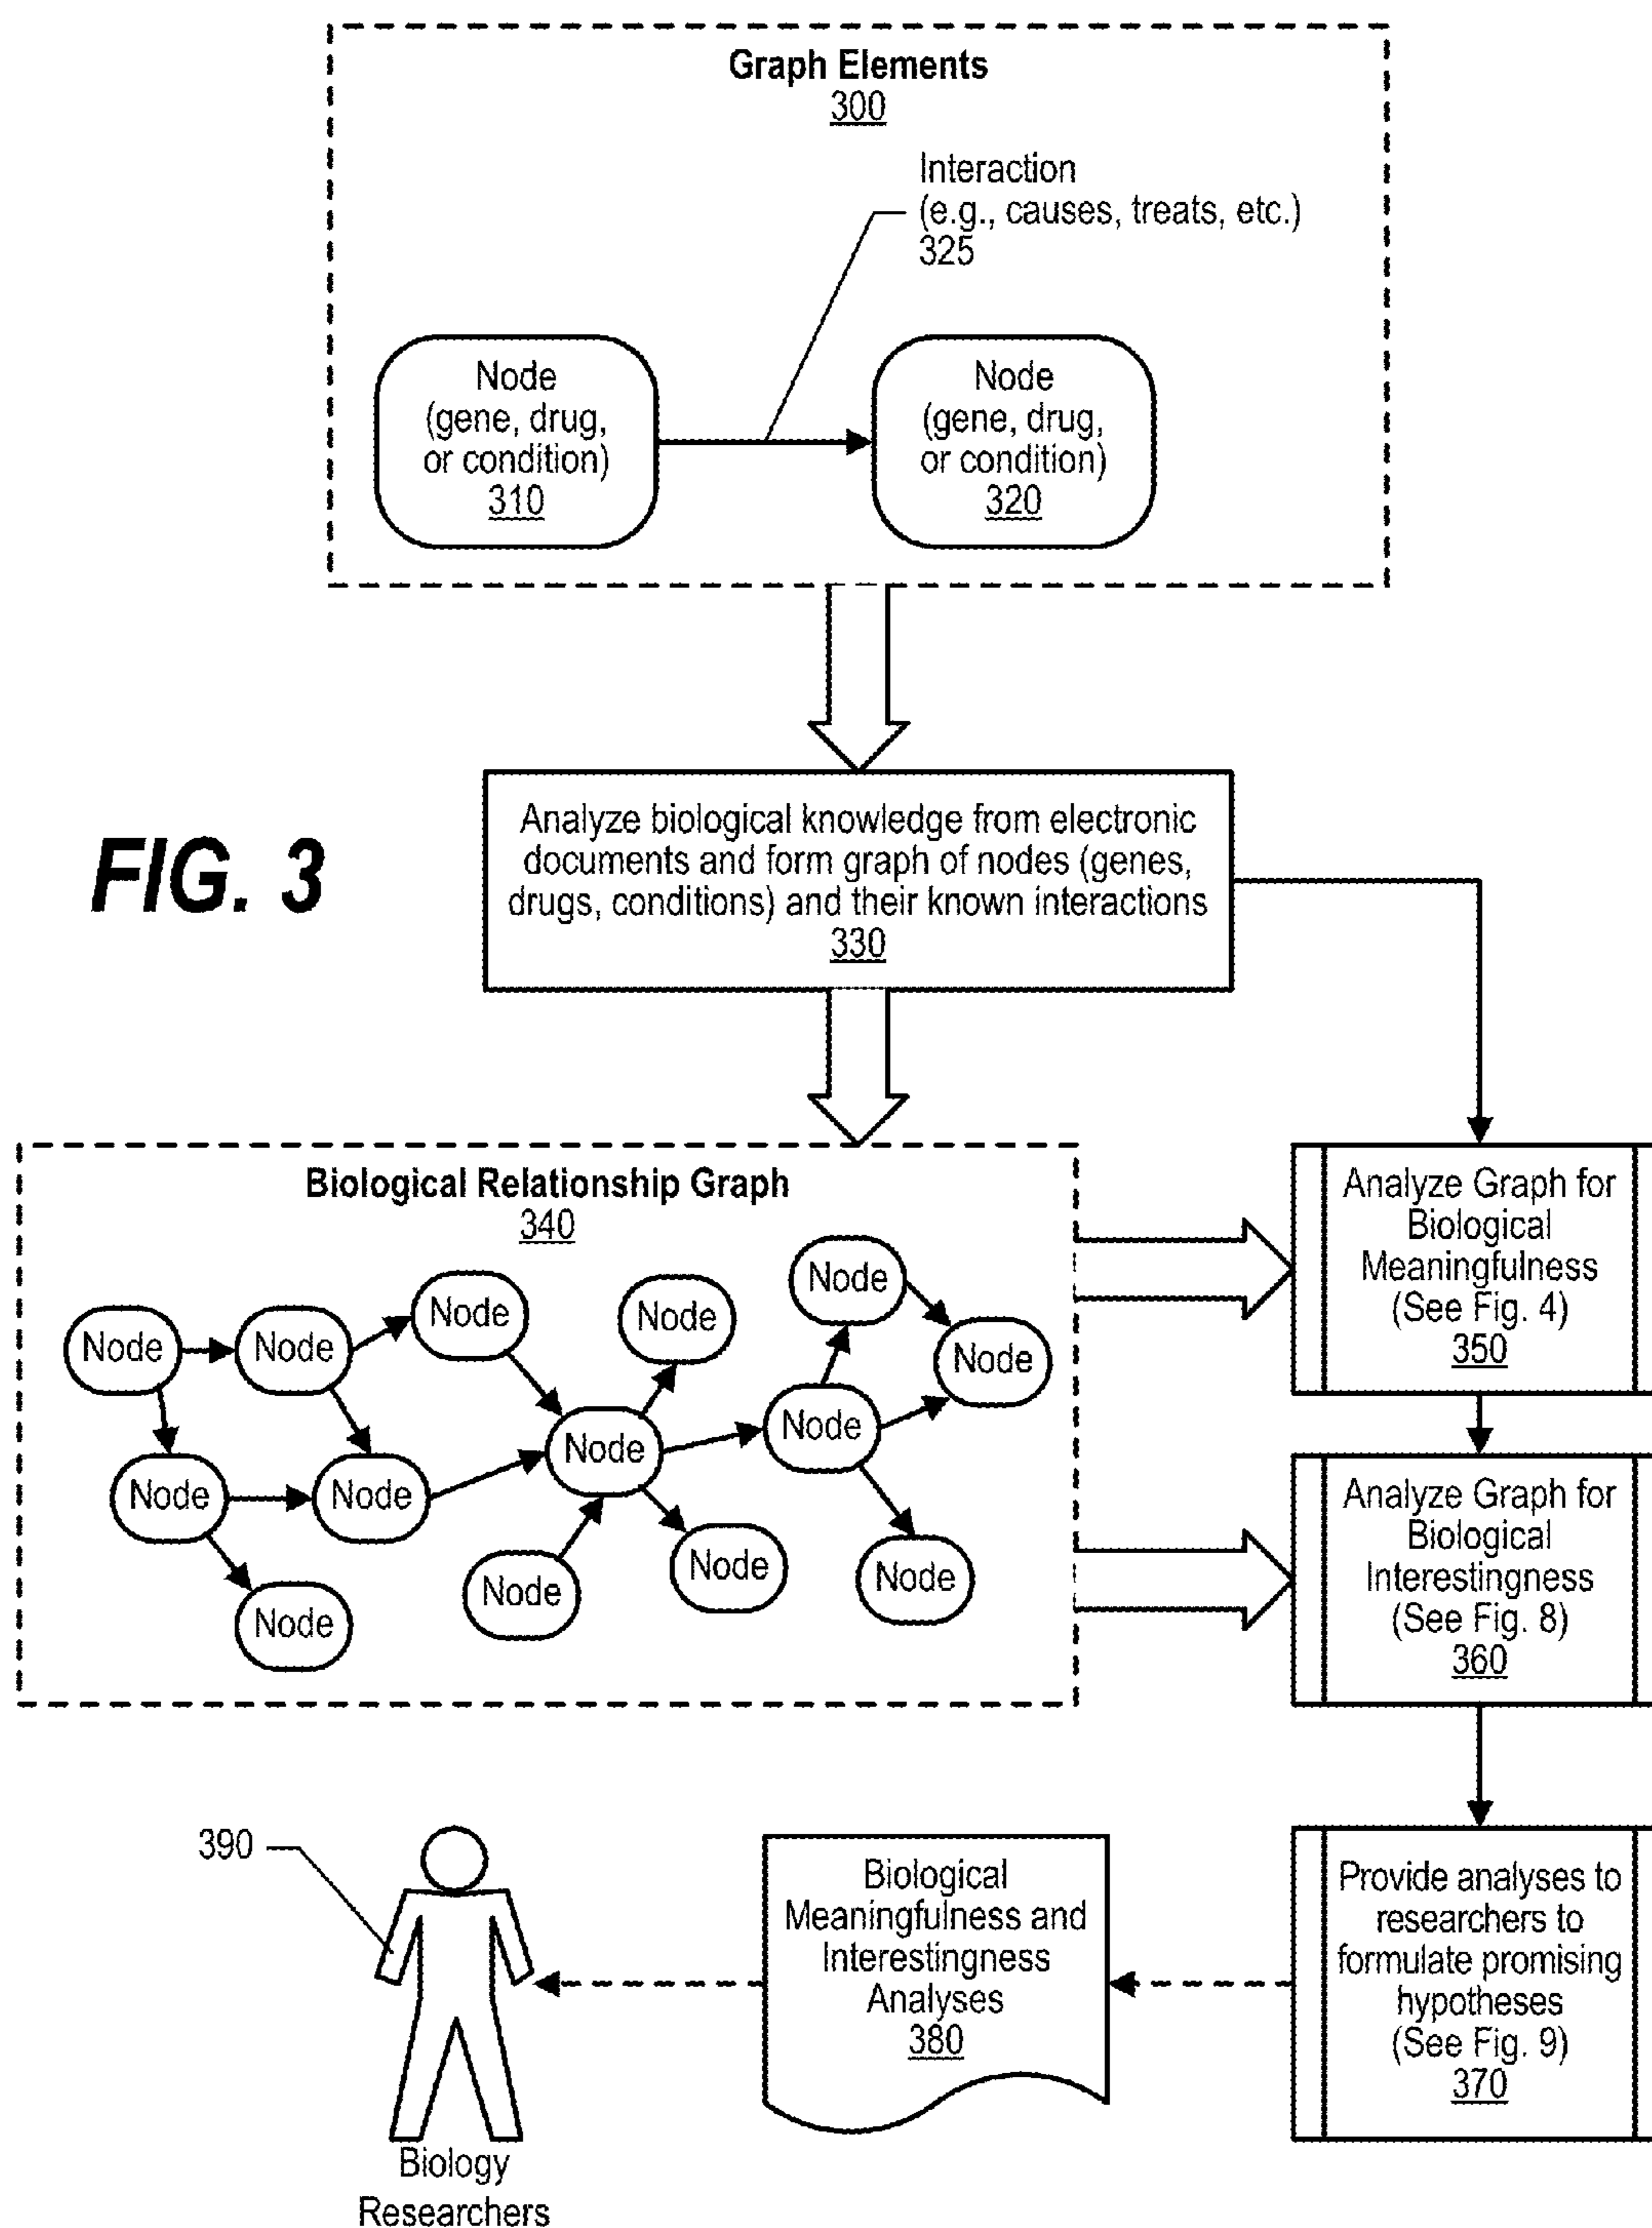 Graph Elements
300
Interaction
(e.g., causes, treats, etc.)
325
Node
(gene, drug,
or condition)
310
Node
(gene, drug,
or condition)
320
FIG. 3
Analyze biological knowledge from electronic
documents and form graph of nodes (genes,
drugs, conditions) and their known interactions
330
Biological Relationship Graph
340
Node
Node
Node
Node
Node
Node
Node
Node
Node
Node
Node
Node
Node
Node
Analyze Graph for
Biological
Meaningfulness
(See Fig. 4)
350
Analyze Graph for
Biological
Interestingness
(See Fig. 8)
360
Provide analyses to
researchers to
formulate promising
hypotheses
(See Fig. 9)
370
Biological
Meaningfulness and
Interestingness
Analyses
380
390
Biology
Researchers